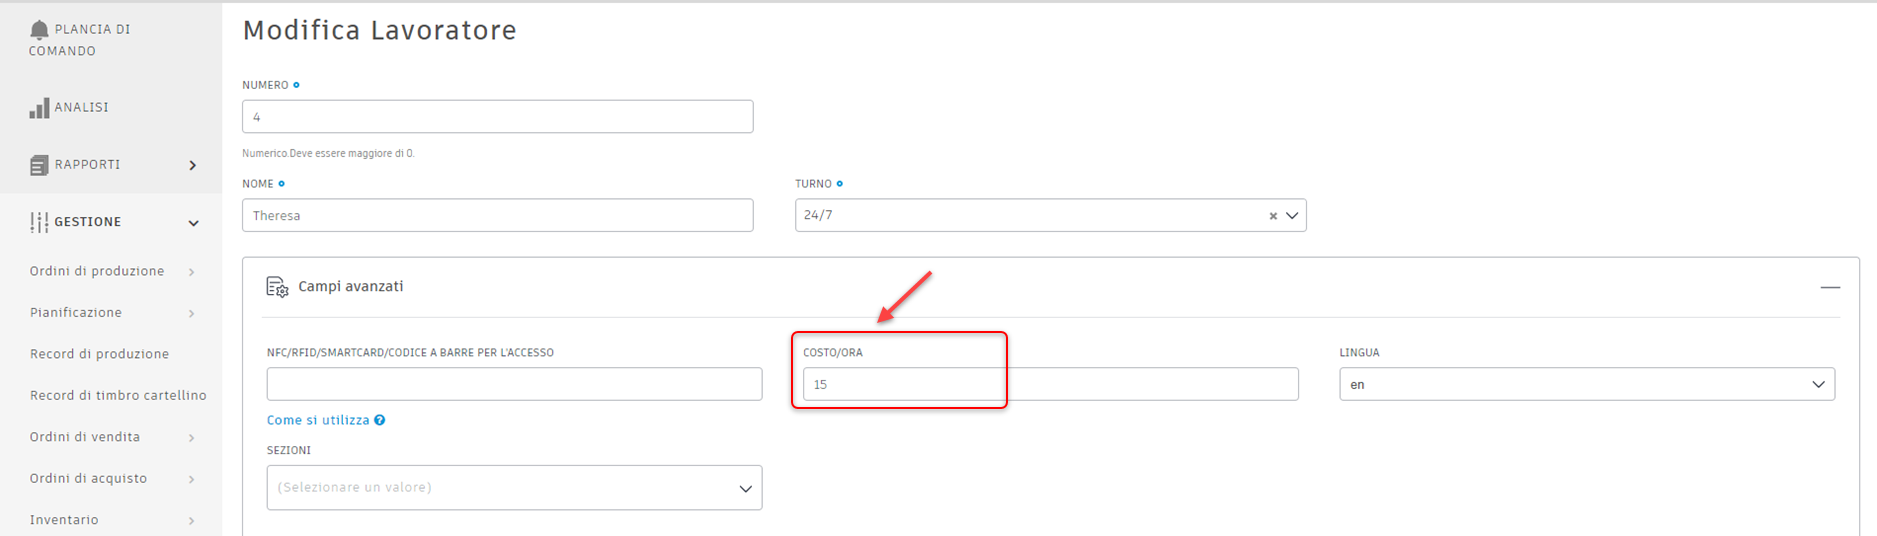 PLANCIA DI
COMANDO
ANALISI
RAPPORTI
GESTIONE
Ordini di produzione
Pianificazione
Record di produzione
Record di timbro cartellino
Ordini di vendita
Ordini di acquisto
Inventario
Modifica Lavoratore
NUMERO
4
Numerico.Deve essere maggiore di 0.
NOME
Theresa
TURNO
24/7
Campi avanzati
NFC/RFID/SMARTCARD/CODICE A BARRE PER L'ACCESSO
COSTO/ORA
15
LINGUA
en
Come si utilizza
SEZIONI
(Selezionare un valore)